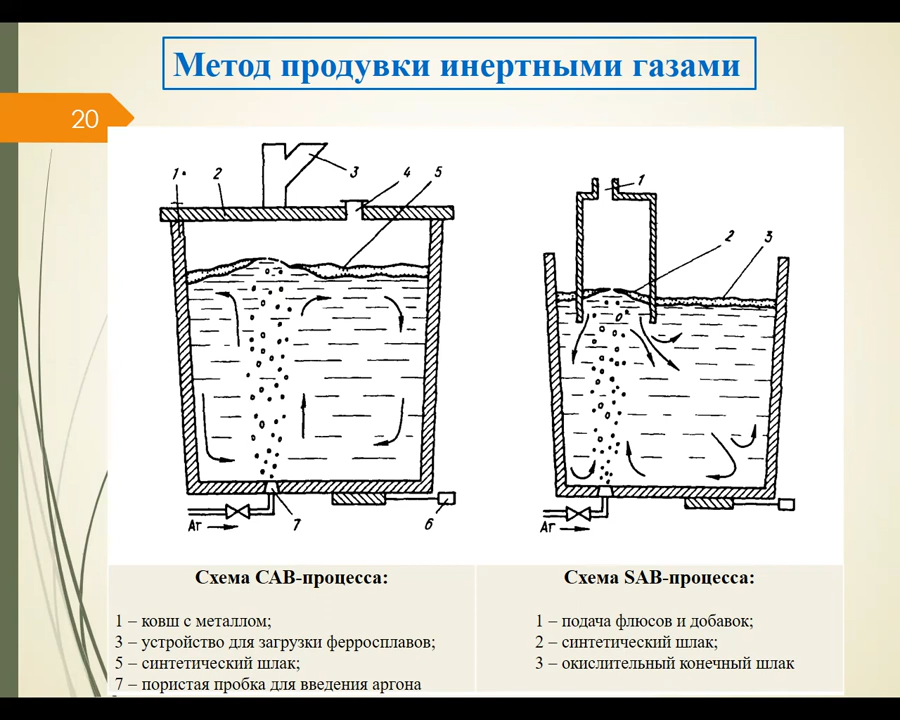 Метод продувки инертными газами
20
1
2
3
4
5
1
2
3
Ar
7
6
Ar
Схема САВ-процесса:
1 – ковш с металлом;
3 – устройство для загрузки ферросплавов;
5 – синтетический шлак;
7 – пористая пробка для введения аргона
Схема SAB-процесса:
1 – подача флюсов и добавок;
2 – синтетический шлак;
3 – окислительный конечный шлак